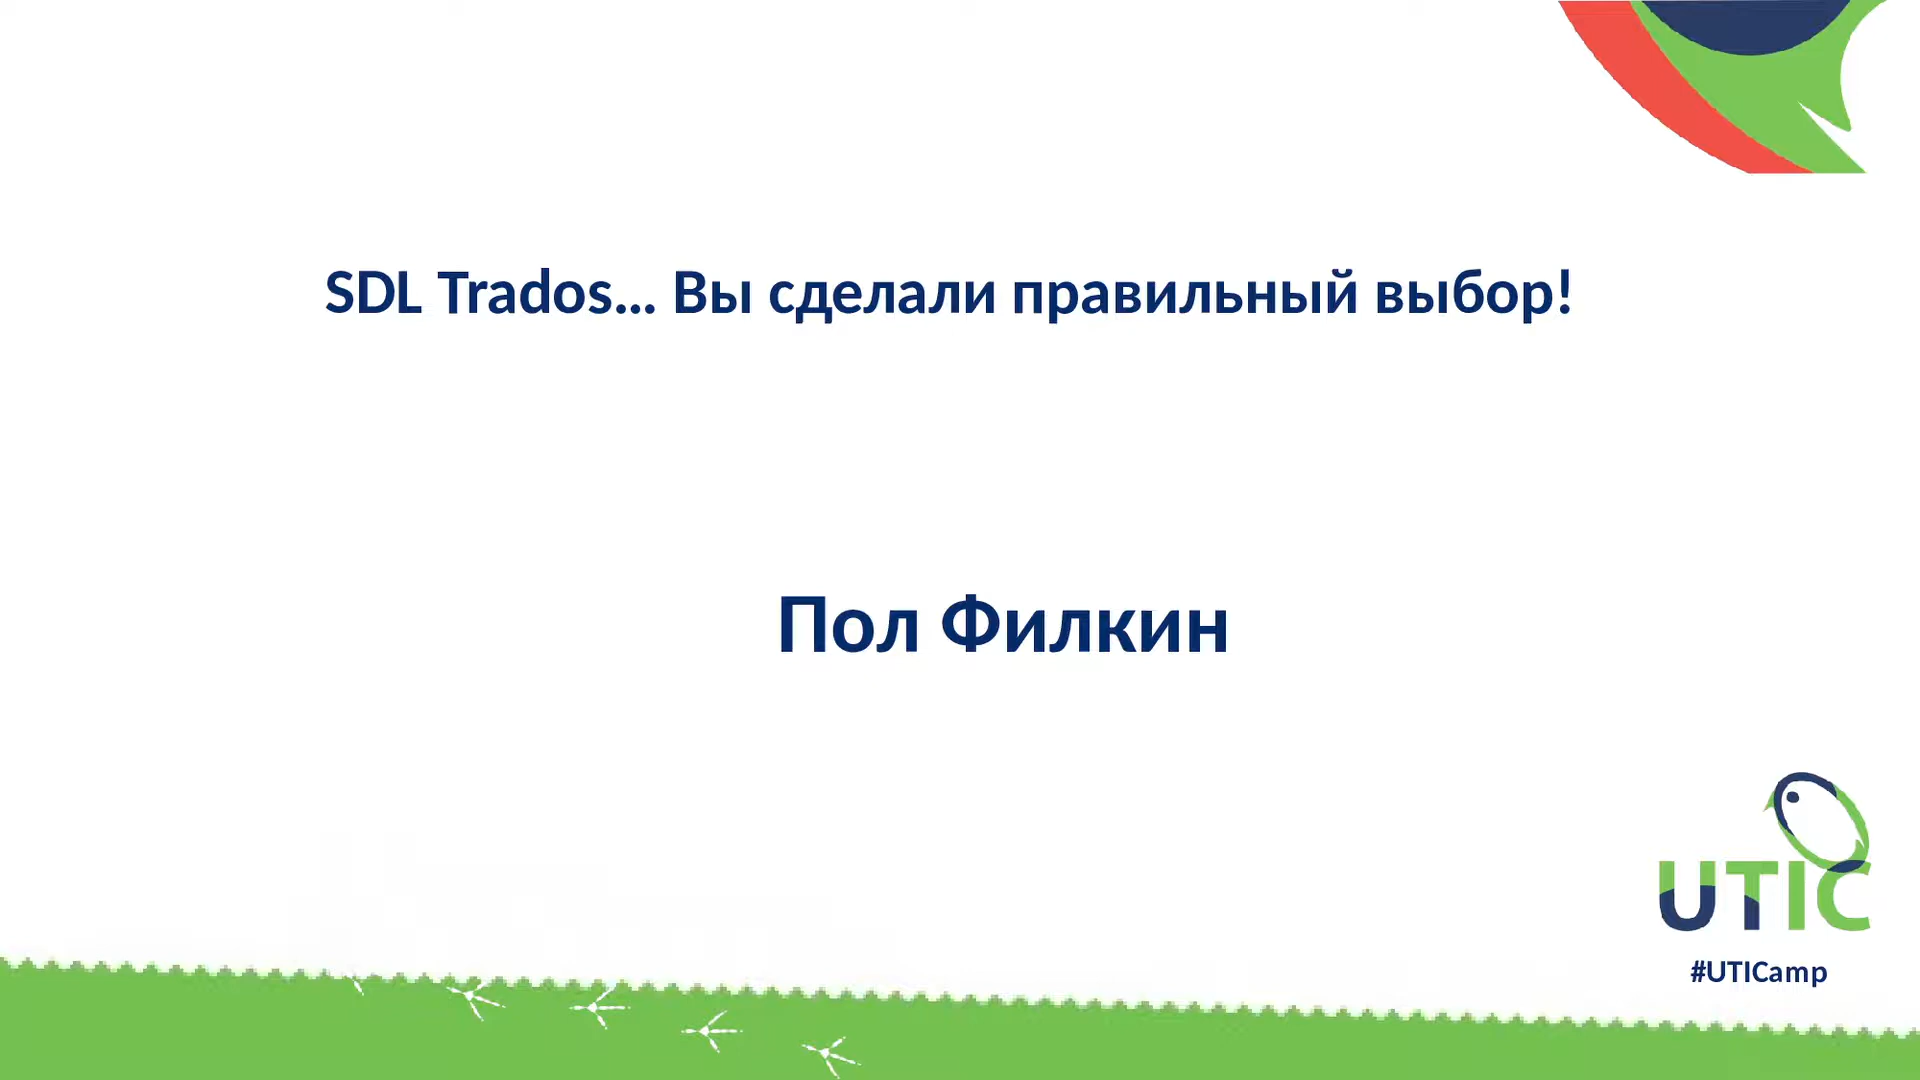 SDL Trados... Вы сделали правильный выбор!
Пол Филкин
UTIC
#UTICamp